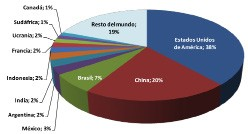 Canadá; 1%
Sudáfrica; 1%
Ucrania; 2%
Francia; 2%
Indonesia; 2%
India; 2%
Argentina; 2%
México; 3%
Brasil; 7%
China; 20%
Estados Unidos
de América; 38%
Resto del mundo;
19%